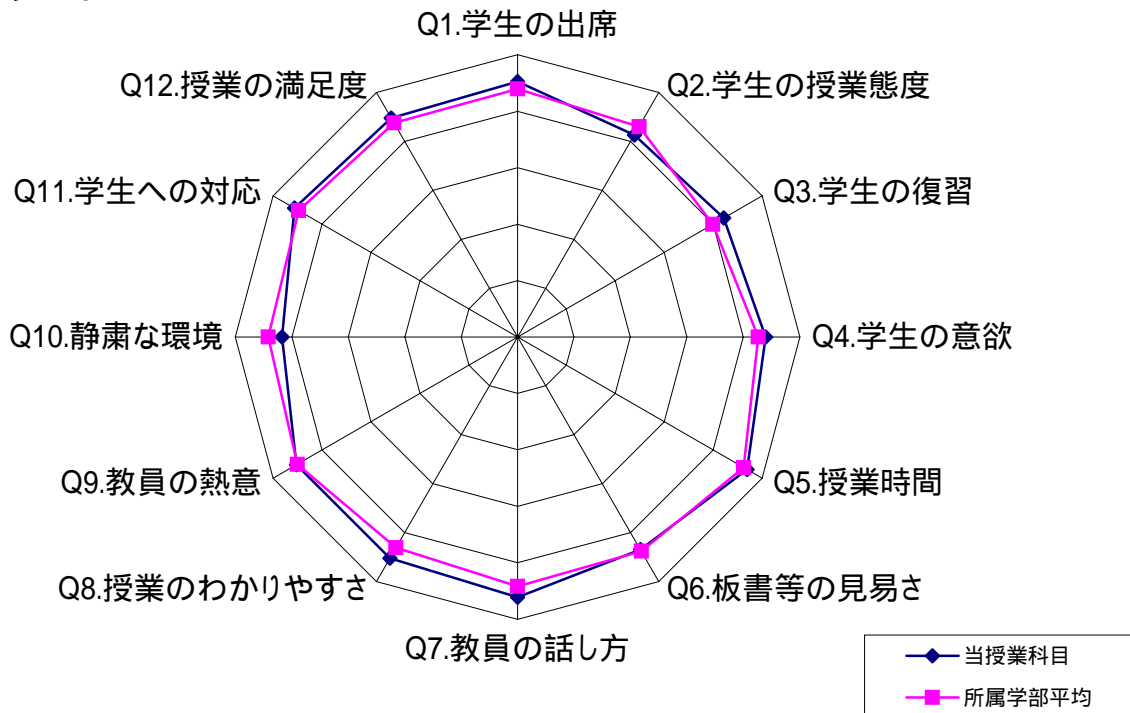 Q1.学生の出席
Q2.学生の授業態度
Q3.学生の復習
Q4.学生の意欲
Q5.授業時間
Q6.板書等の見易さ
Q7.教員の話し方
Q8.授業のわかりやすさ
Q9.教員の熱意
Q10.静粛な環境
Q11.学生への対応
Q12.授業の満足度
当授業科目
所属学部平均